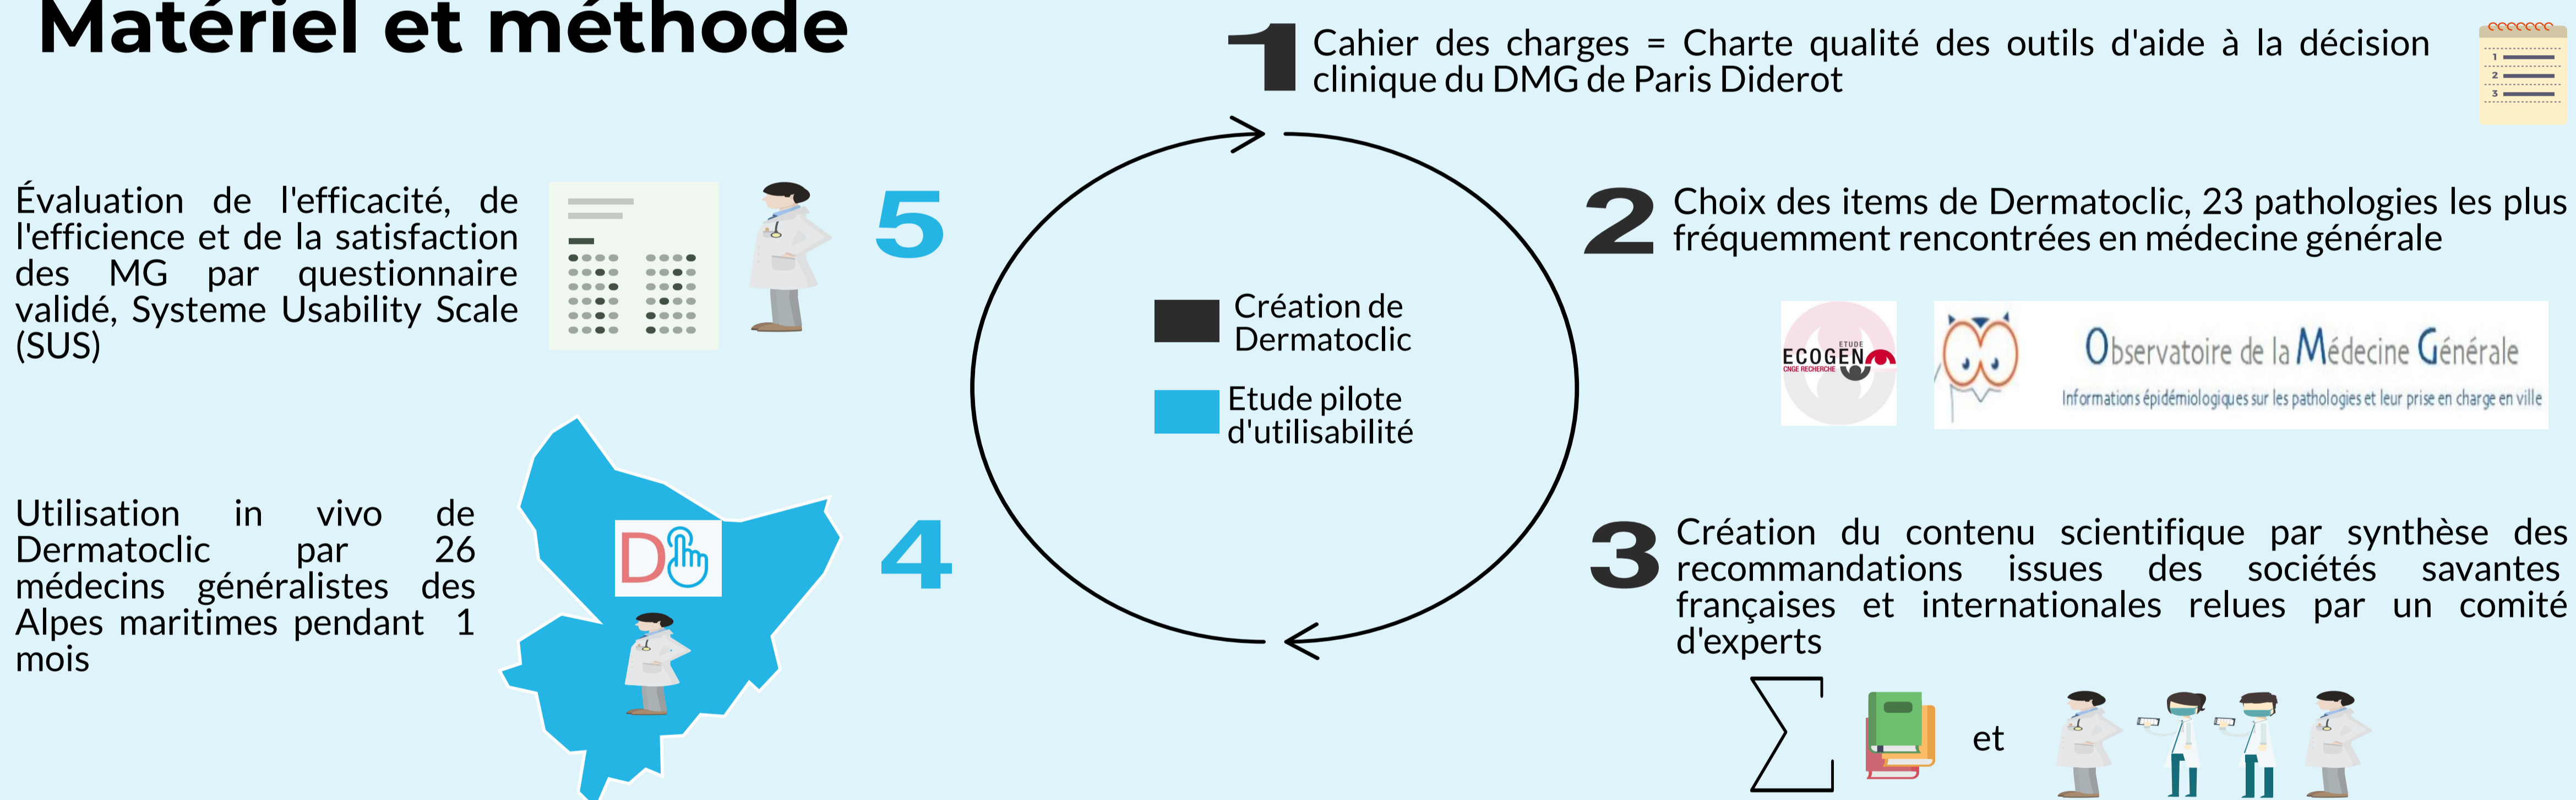 Matériel et méthode
1
Cahier des charges = Charte qualité des outils d'aide à la décision
clinique du DMG de Paris Diderot
1
2
3
2
Choix des items de Dermatoclic, 23 pathologies les plus
fréquemment rencontrées en médecine générale
ETUDE
ECOGEN
CNGE RECHERCHE
Observatoire de la Médecine Générale
Informations épidémiologiques sur les pathologies et leur prise en charge en ville
3
Création du contenu scientifique par synthèse des
recommandations issues des sociétés savantes
françaises et internationales relues par un comité
d'experts
Σ
et
4
Utilisation in vivo de
Dermatoclic par 26
médecins généralistes des
Alpes maritimes pendant 1
mois
D
5
Évaluation de l'efficacité, de
l'efficience et de la satisfaction
des MG par questionnaire
validé, Systeme Usability Scale
(SUS)
Création de
Dermatoclic
Etude pilote
d'utilisabilité